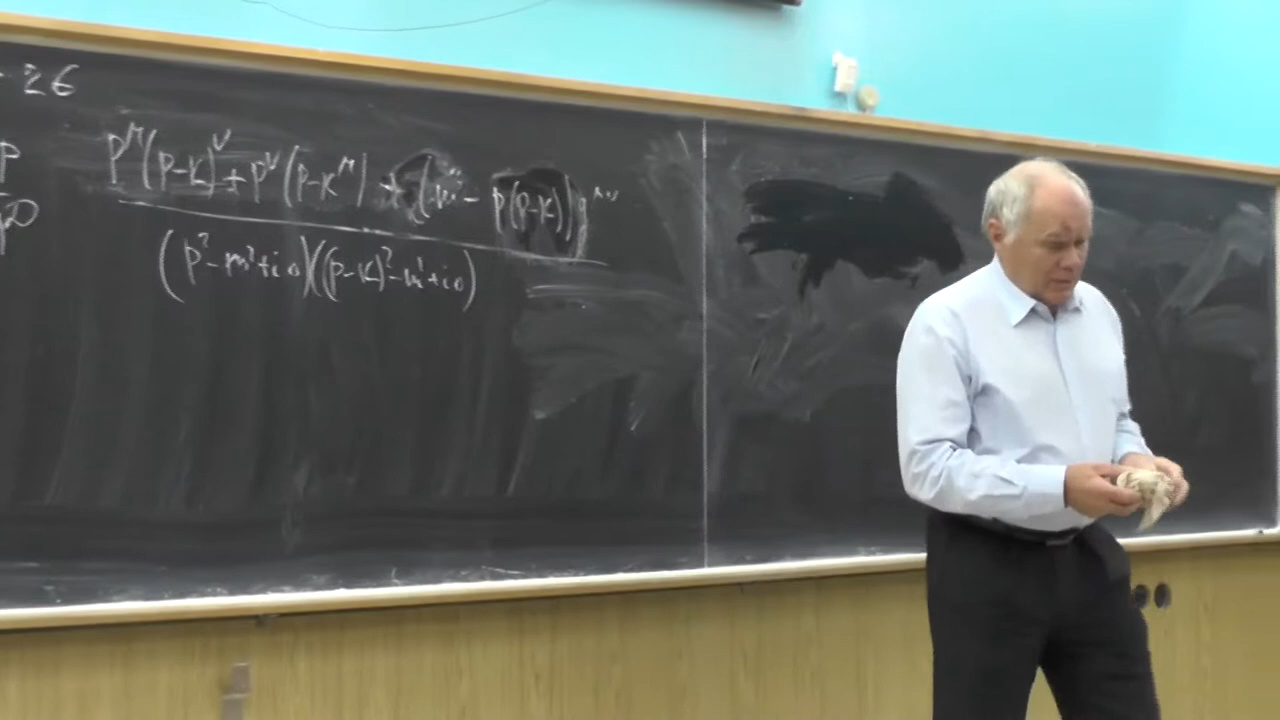 - 26
P p^μ(p-k)^ν + p^ν(p-k^μ) + (m² - p(p-k))g^μν
(p²-m²+i0)((p-k)²-m²+i0)